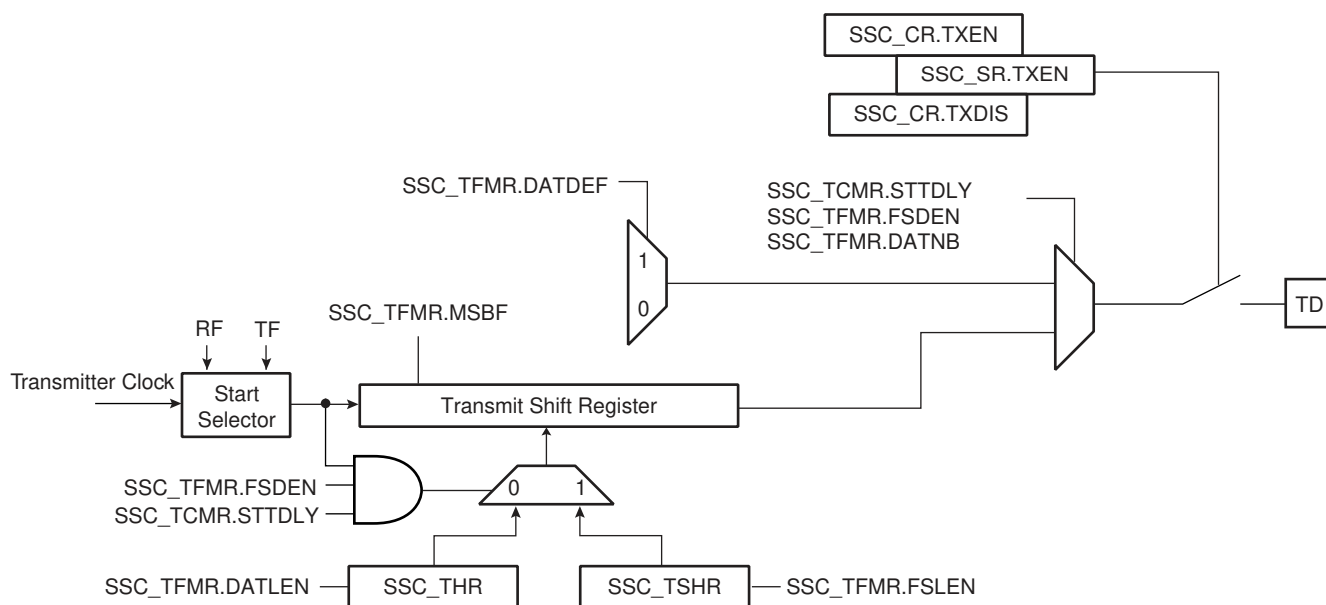 SSC_CR.TXEN
SSC_SR.TXEN
SSC_CR.TXDIS
SSC_TFMR.DATDEF
SSC_TCMR.STTDLY
SSC_TFMR.FSDEN
SSC_TFMR.DATNB
1
0
TD
RF
TF
SSC_TFMR.MSBF
Transmitter Clock
Start
Selector
Transmit Shift Register
SSC_TFMR.FSDEN
SSC_TCMR.STTDLY
0
1
SSC_TFMR.DATLEN
SSC_THR
SSC_TSHR
SSC_TFMR.FSLEN